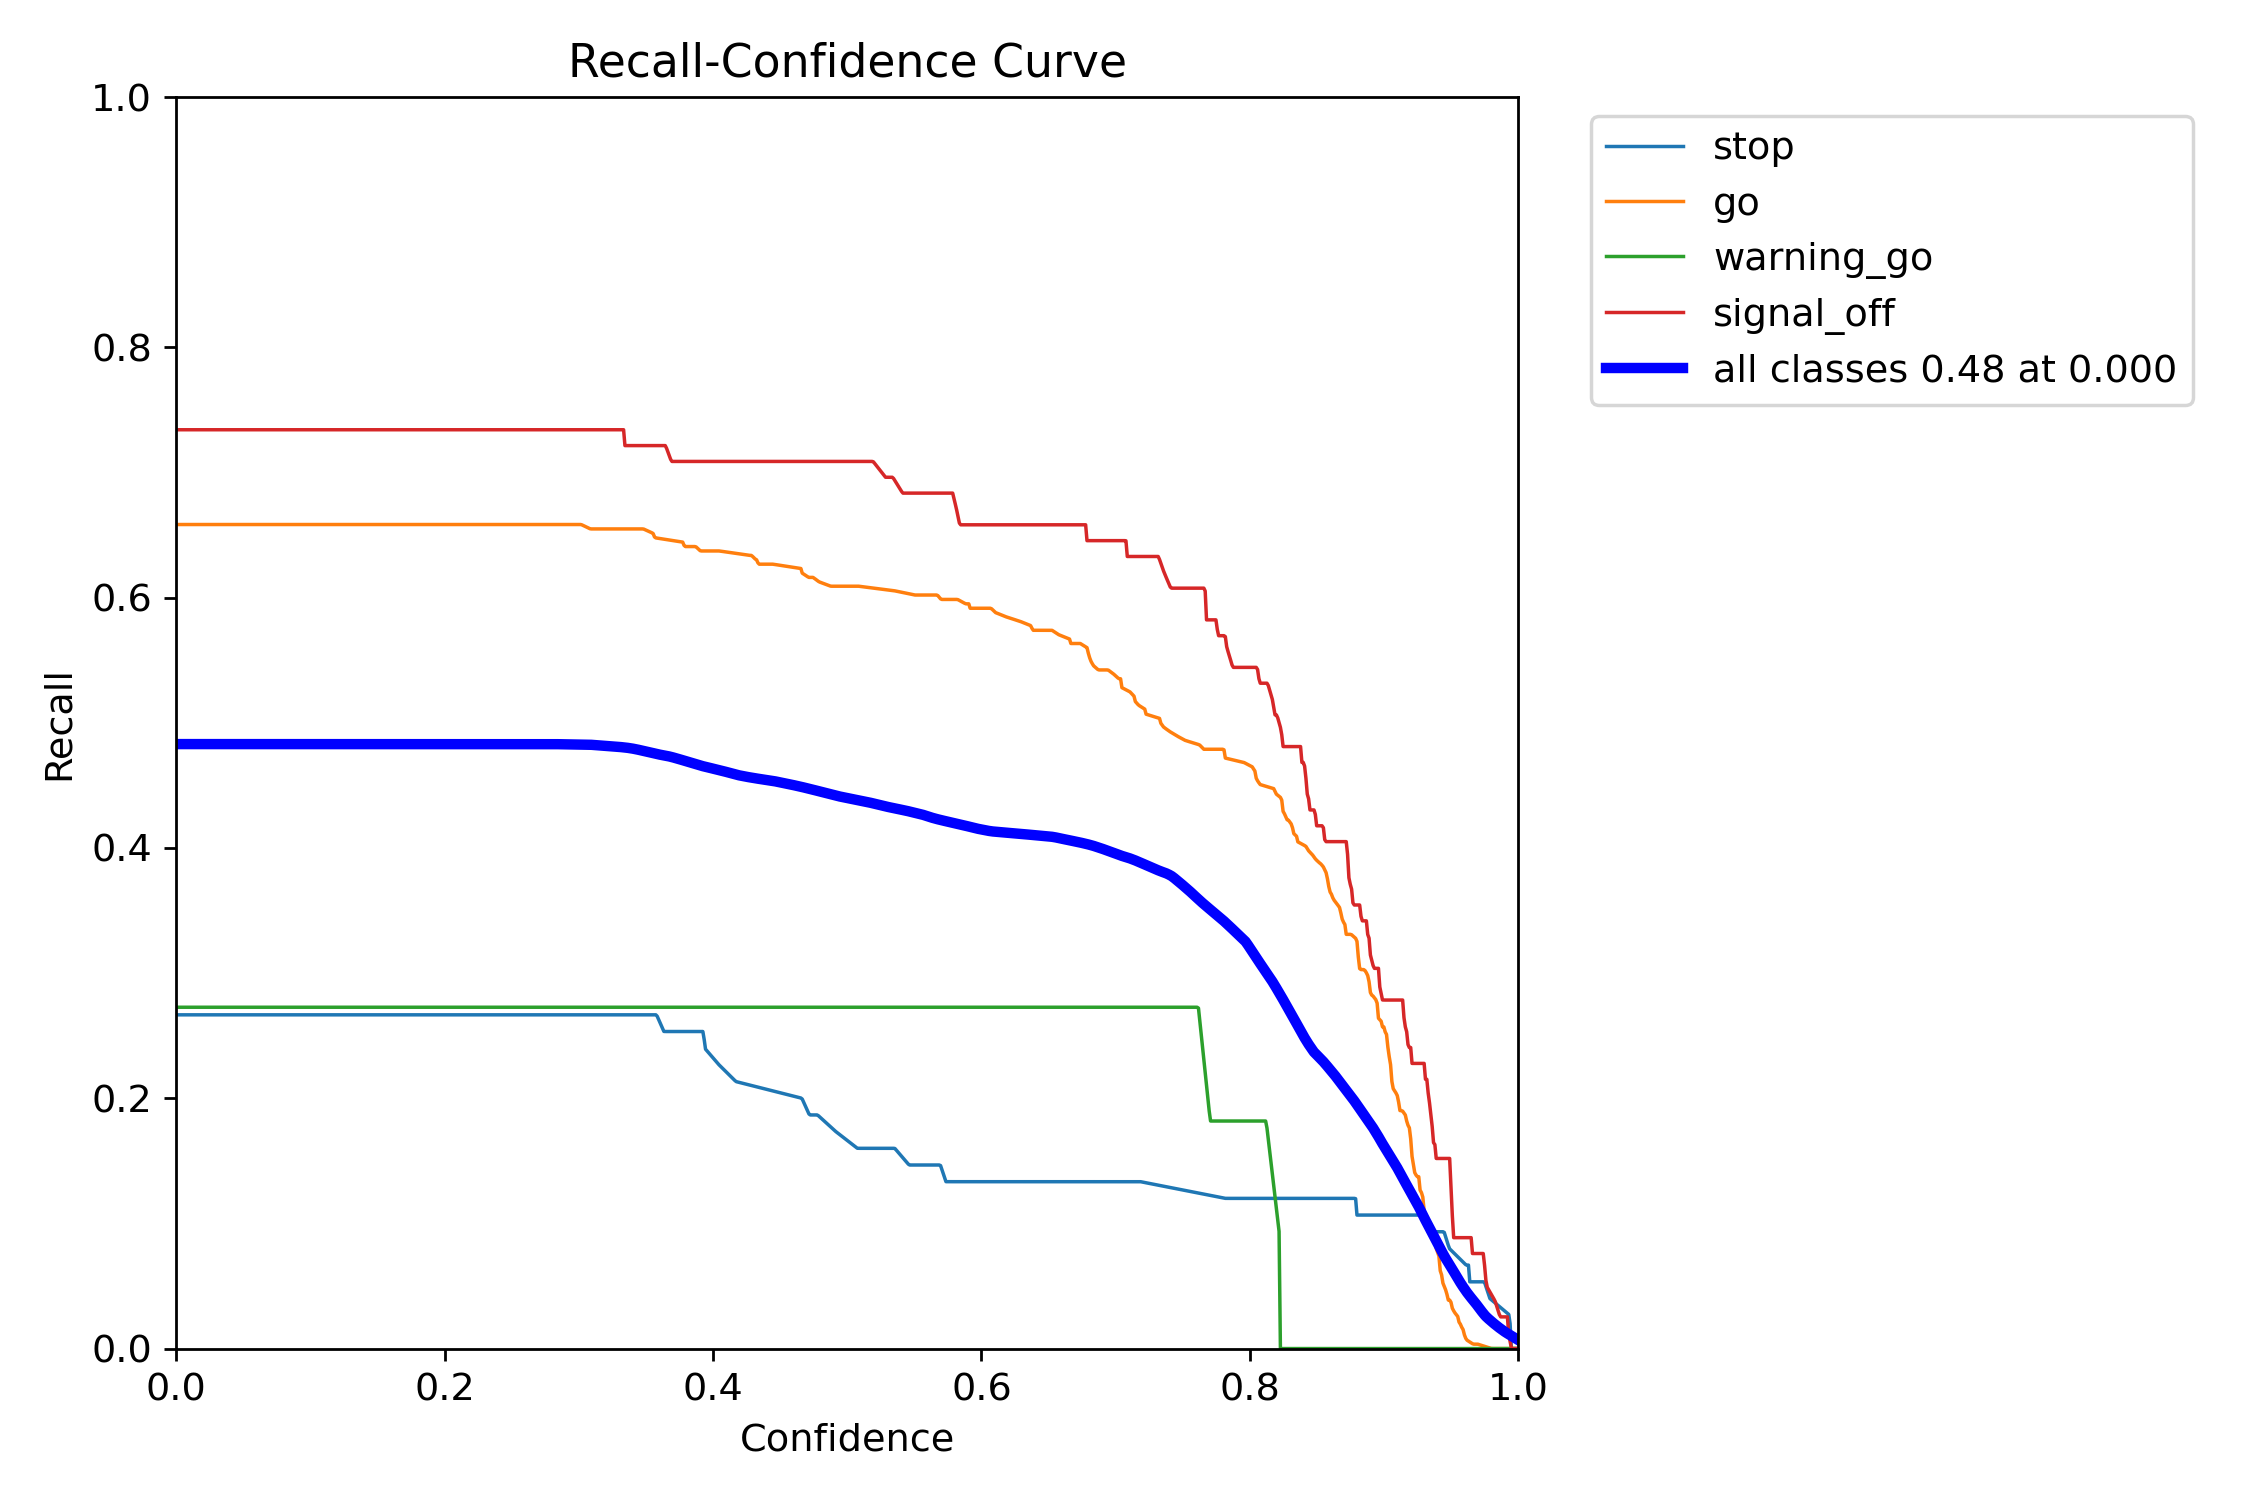 Recall-Confidence Curve
1.0
0.8
0.6
0.4
0.2
0.0
Recall
0.0 0.2 0.4 0.6 0.8 1.0
Confidence
stop
go
warning_go
signal_off
all classes 0.48 at 0.000